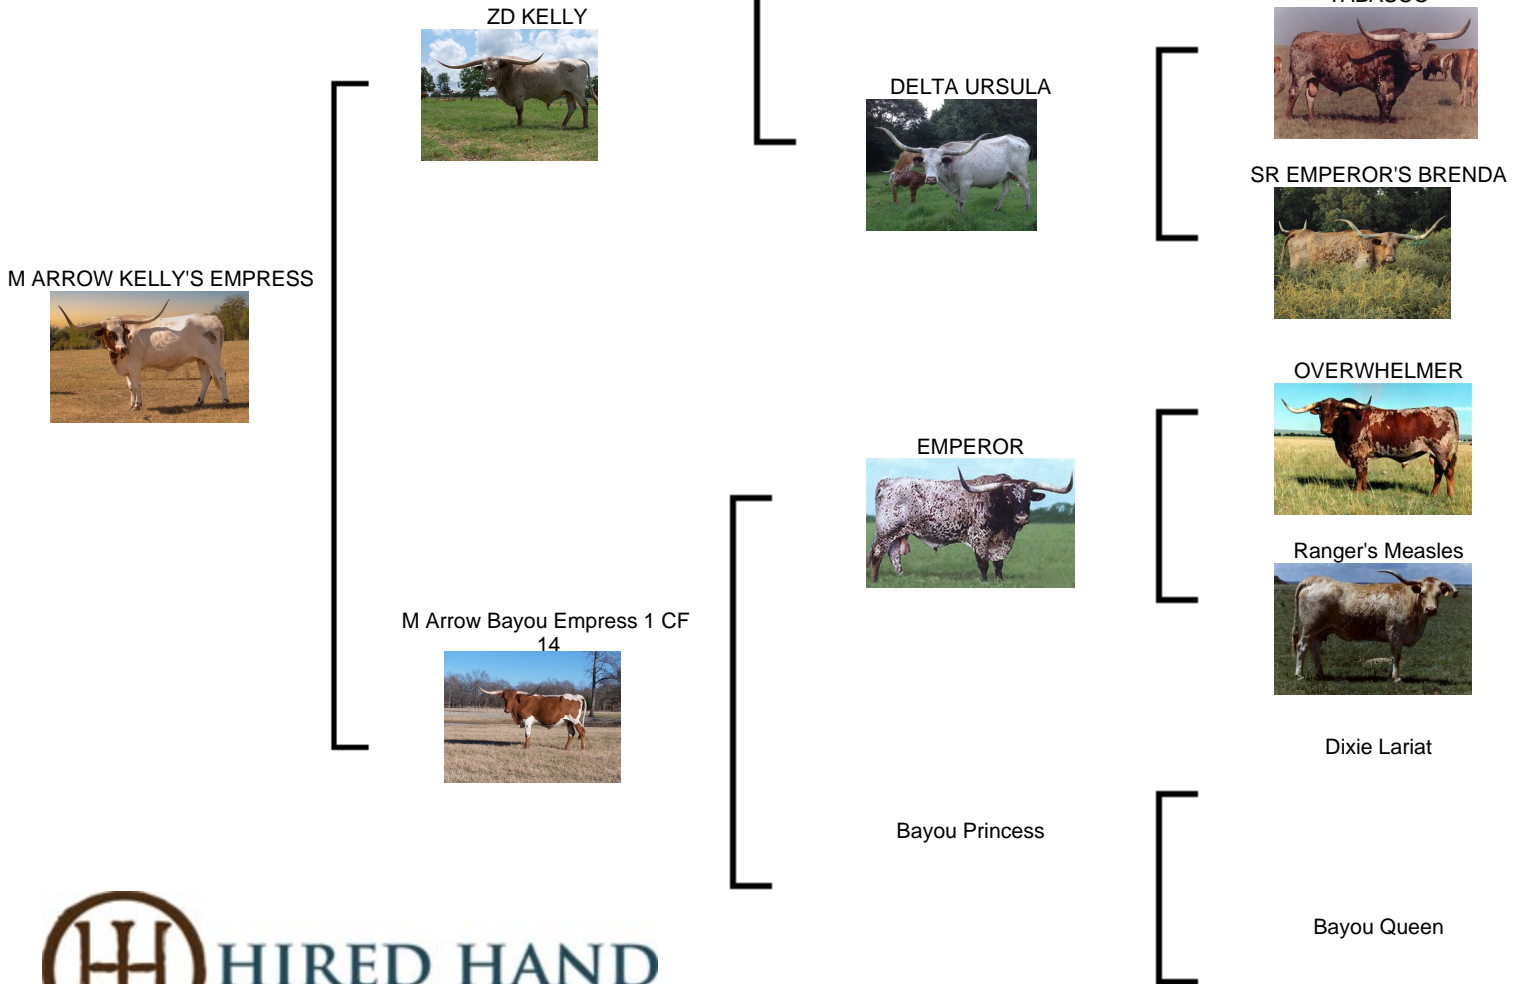 ZD KELLY
DELTA URSULA
SR EMPEROR'S BRENDA
M ARROW KELLY'S EMPRESS
OVERWHELMER
EMPEROR
Ranger's Measles
M Arrow Bayou Empress 1 CF
14
Dixie Lariat
Bayou Princess
Bayou Queen
HIRED HAND